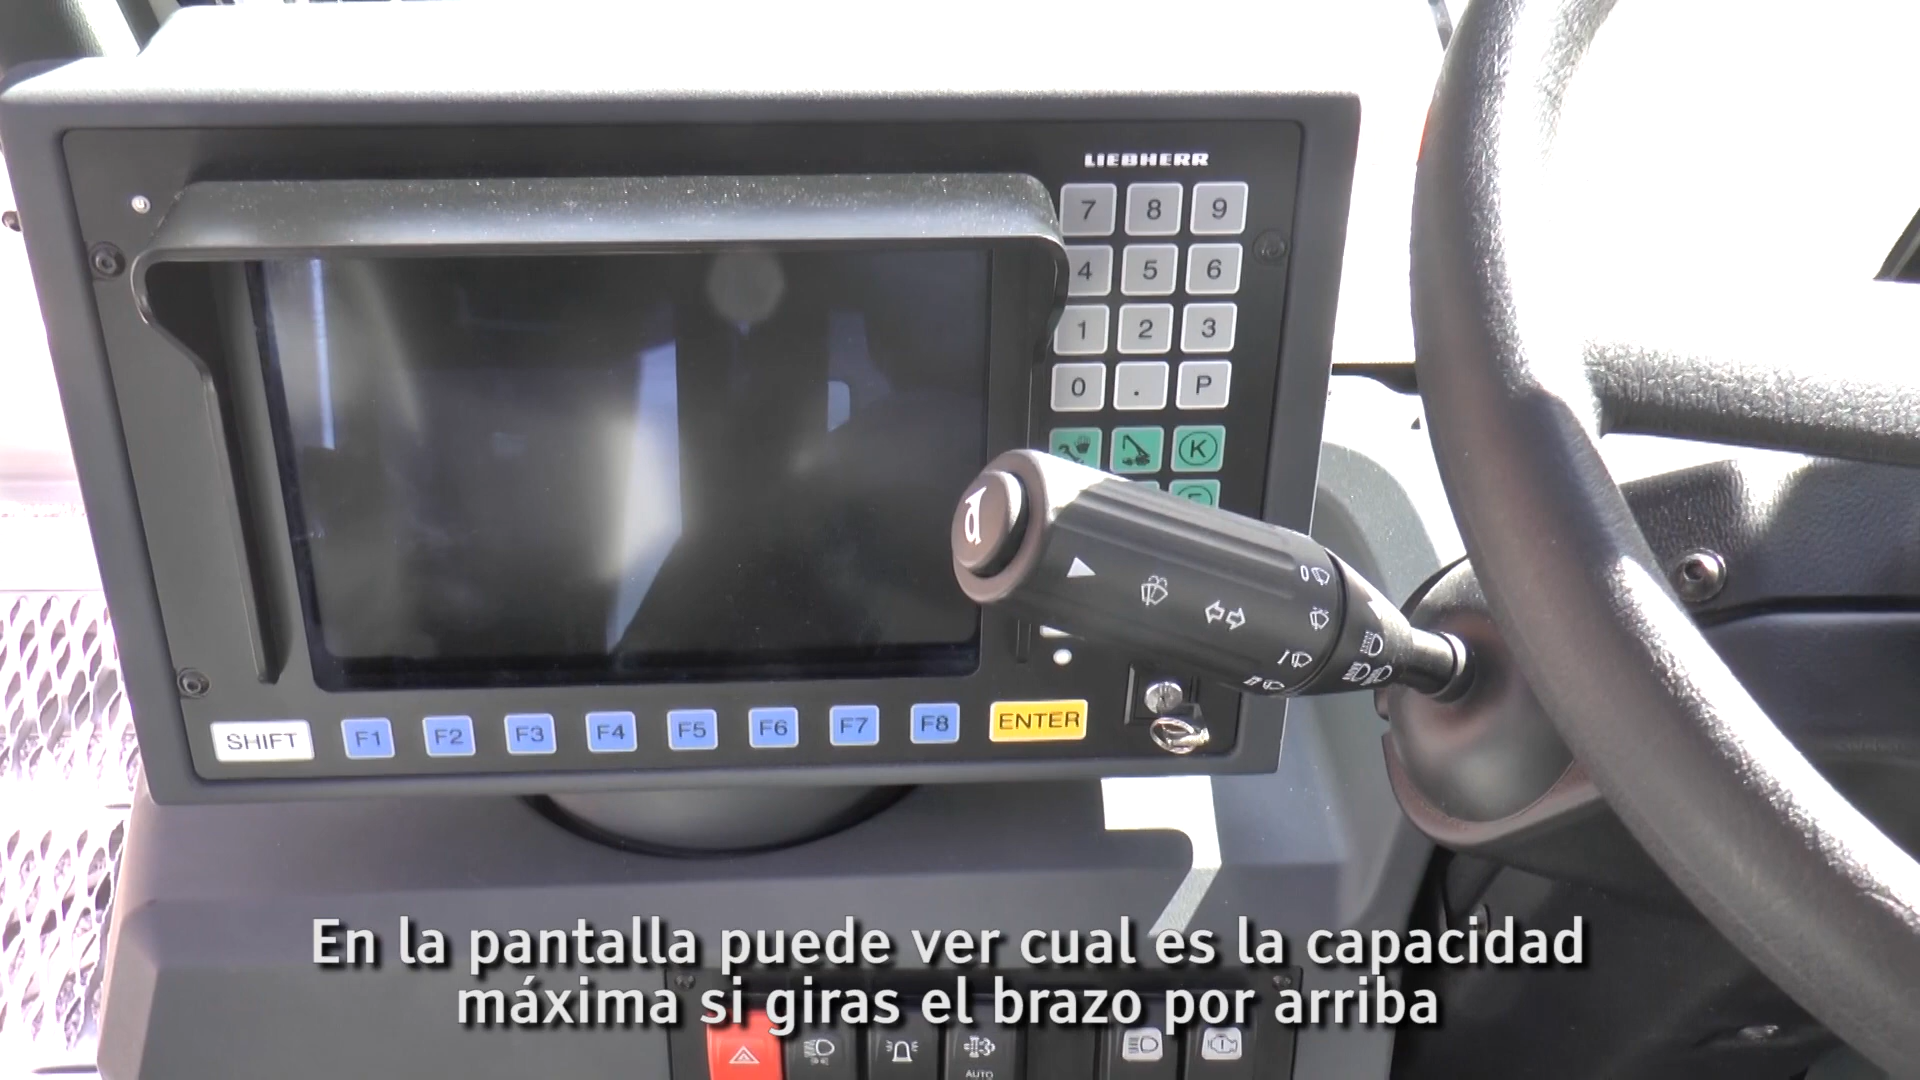 LIEBHERR
7 8 9
4 5 6
1 2 3
0 . P
K
SHIFT F1 F2 F3 F4 F5 F6 F7 F8 ENTER
0
I
En la pantalla puede ver cual es la capacidad
máxima si giras el brazo por arriba
AUTO